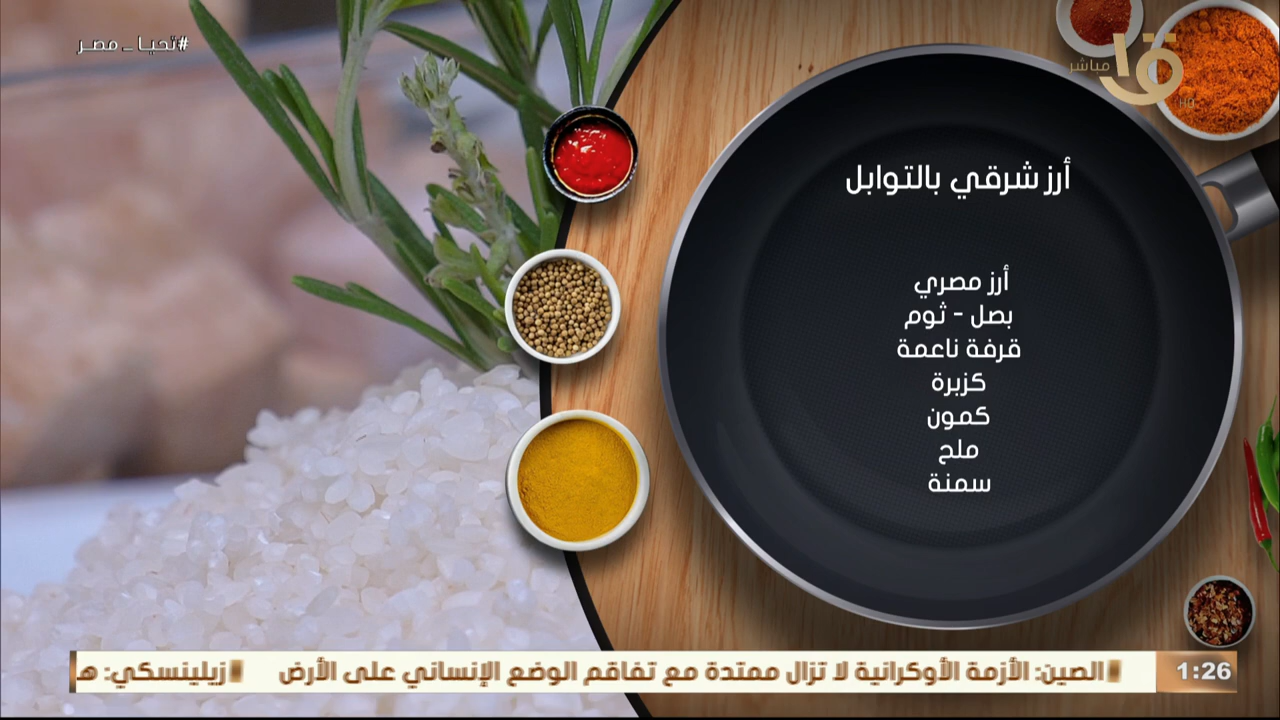 #تحيا_مصر
مباشر
HD
أرز شرقي بالتوابل
أرز مصري
بصل - ثوم
قرفة ناعمة
كزبرة
كمون
ملح
سمنة
1:26
الصين: الأزمة الأوكرانية لا تزال ممتدة مع تفاقم الوضع الإنساني على الأرض
زيلينسكي: